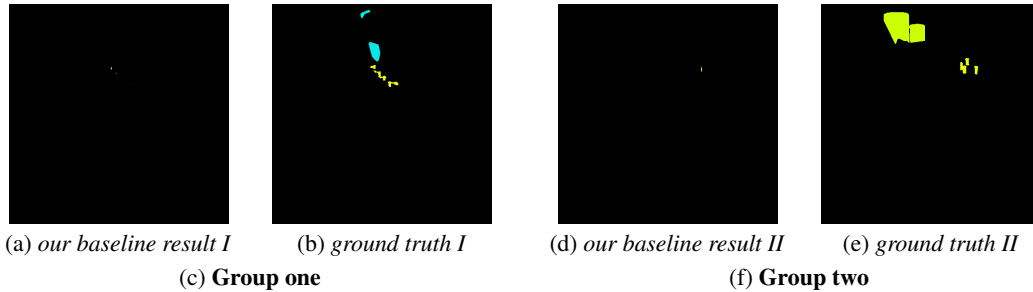 (a) our baseline result I
(b) ground truth I
(d) our baseline result II
(e) ground truth II
(c) Group one
(f) Group two